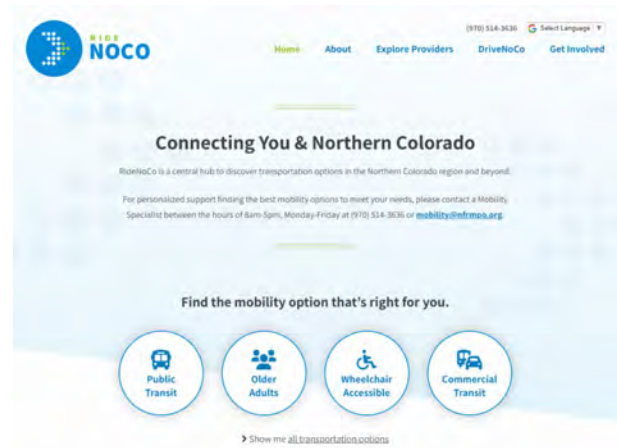 (970) 514-3636 G Select Language ▼
RIDE
NOCO
Home About Explore Providers DriveNoCo Get Involved
Connecting You & Northern Colorado
RideNoCo is a central hub to discover transportation options in the Northern Colorado region and beyond.
For personalized support finding the best mobility options to meet your needs, please contact a Mobility
Specialist between the hours of 8am-5pm, Monday-Friday at (970) 514-3636 or mobility@nfrmpo.org.
Find the mobility option that's right for you.
Public
Transit
Older
Adults
Wheelchair
Accessible
Commercial
Transit
Show me all transportation options